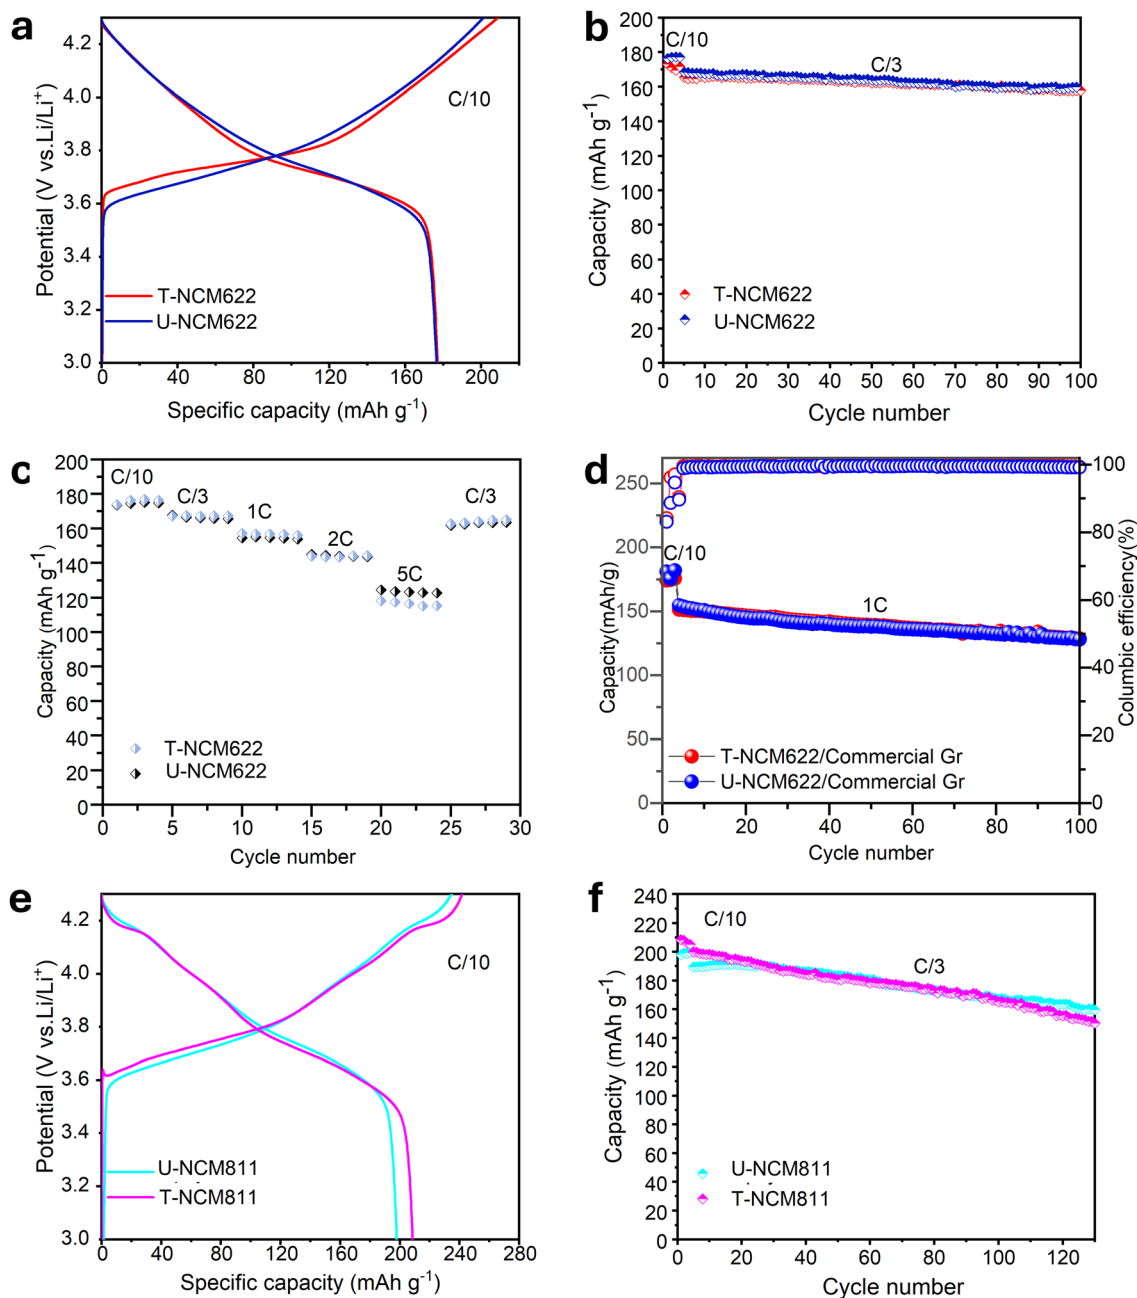 a
4.2
4.0
3.8
3.6
3.4
3.2
3.0
Potential (V vs.Li/Li⁺)
C/10
T-NCM622
U-NCM622
0 40 80 120 160 200
Specific capacity (mAh g⁻¹)
b
200
180
160
140
120
100
80
60
40
20
0
Capacity (mAh g⁻¹)
C/10
C/3
T-NCM622
U-NCM622
0 10 20 30 40 50 60 70 80 90 100
Cycle number
c
200
180
160
140
120
100
80
60
40
20
0
Capacity (mAh g⁻¹)
C/10
C/3
1C
2C
5C
C/3
T-NCM622
U-NCM622
0 5 10 15 20 25 30
Cycle number
d
250
200
150
100
50
0
Capacity(mAh/g)
C/10
1C
T-NCM622/Commercial Gr
U-NCM622/Commercial Gr
100
80
60
40
20
0
Columbic efficiency(%)
0 20 40 60 80 100
Cycle number
e
4.2
4.0
3.8
3.6
3.4
3.2
3.0
Potential (V vs.Li/Li⁺)
C/10
U-NCM811
T-NCM811
0 40 80 120 160 200 240 280
Specific capacity (mAh g⁻¹)
f
240
220
200
180
160
140
120
100
80
60
40
20
0
Capacity (mAh g⁻¹)
C/10
C/3
U-NCM811
T-NCM811
0 20 40 60 80 100 120
Cycle number